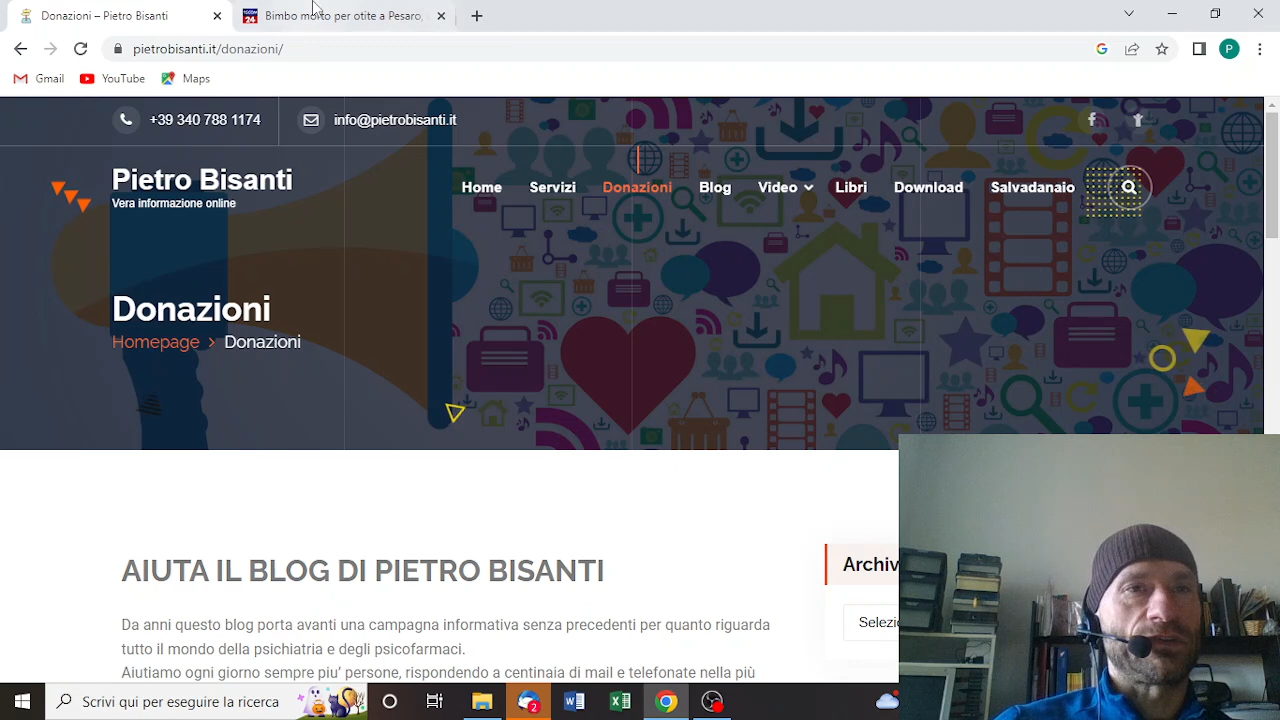 Donazioni – Pietro Bisanti
Bimbo morto per otite a Pesaro,
pietrobisanti.it/donazioni/
P
Gmail
YouTube
Maps
+39 340 788 1174
info@pietrobisanti.it
Pietro Bisanti
Vera informazione online
Home
Servizi
Donazioni
Blog
Video
Libri
Download
Salvadanaio
Donazioni
Homepage > Donazioni
AIUTA IL BLOG DI PIETRO BISANTI
Da anni questo blog porta avanti una campagna informativa senza precedenti per quanto riguarda
tutto il mondo della psichiatria e degli psicofarmaci.
Aiutiamo ogni giorno sempre piu' persone, rispondendo a centinaia di mail e telefonate nella più
Archiv
Selezi
Scrivi qui per eseguire la ricerca
2